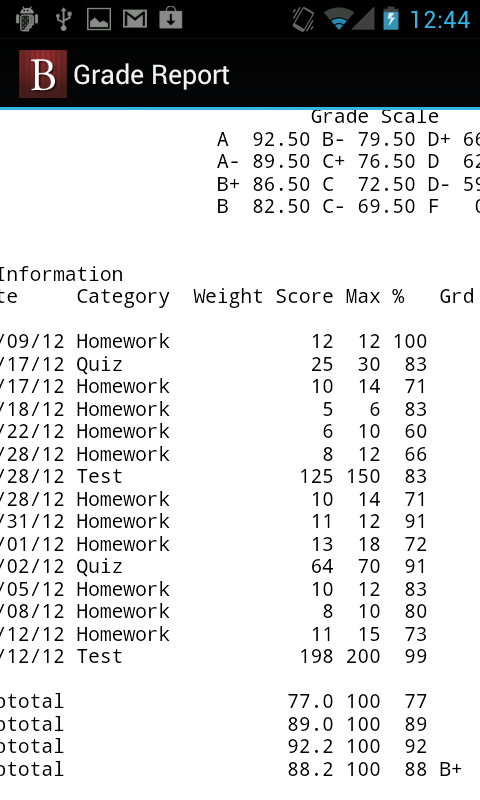 12:44
B Grade Report
Grade Scale
A 92.50 B- 79.50 D+ 66
A- 89.50 C+ 76.50 D 62
B+ 86.50 C 72.50 D- 59
B 82.50 C- 69.50 F 0
Information
te Category Weight Score Max % Grd
/09/12 Homework 12 12 100
/17/12 Quiz 25 30 83
/17/12 Homework 10 14 71
/18/12 Homework 5 6 83
/22/12 Homework 6 10 60
/28/12 Homework 8 12 66
/28/12 Test 125 150 83
/28/12 Homework 10 14 71
/31/12 Homework 11 12 91
/01/12 Homework 13 18 72
/02/12 Quiz 64 70 91
/05/12 Homework 10 12 83
/08/12 Homework 8 10 80
/12/12 Homework 11 15 73
/12/12 Test 198 200 99
btotal 77.0 100 77
btotal 89.0 100 89
btotal 92.2 100 92
btotal 88.2 100 88 B+